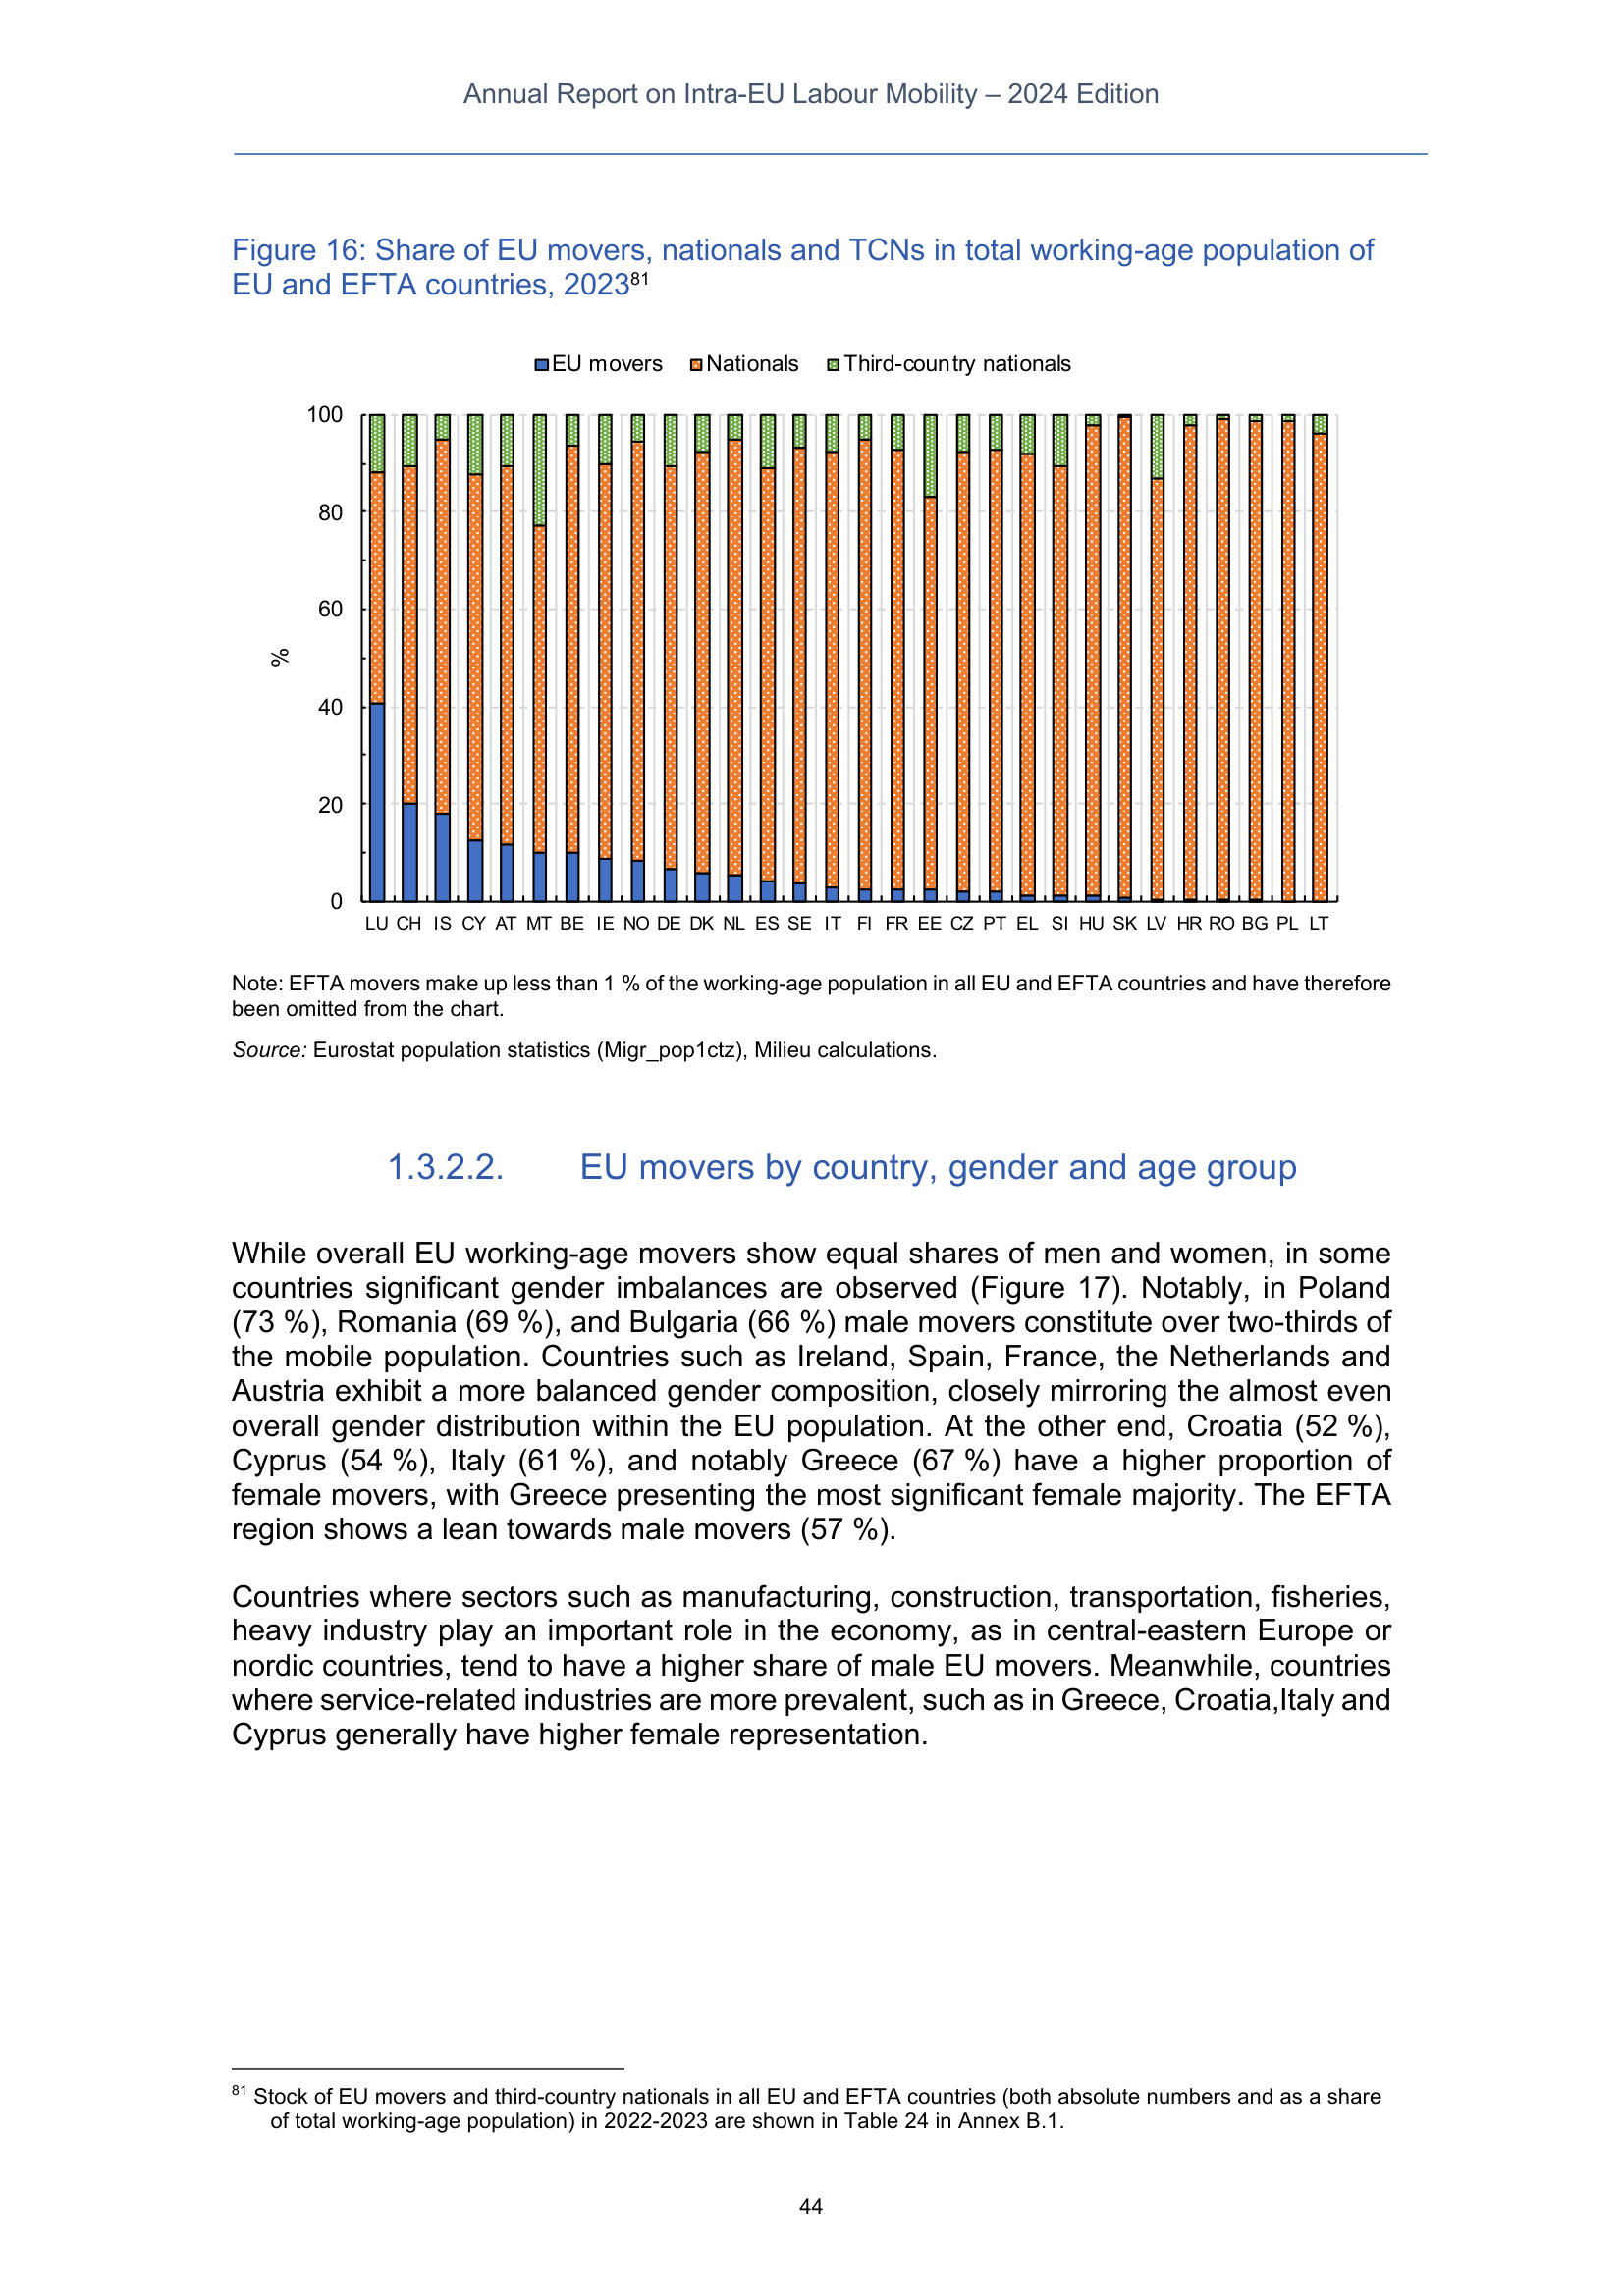 Annual Report on Intra-EU Labour Mobility – 2024 Edition
Figure 16: Share of EU movers, nationals and TCNs in total working-age population of
EU and EFTA countries, 2023⁸¹
EU movers Nationals Third-country nationals
100
80
60
%
40
20
0
LU CH IS CY AT MT BE IE NO DE DK NL ES SE IT FI FR EE CZ PT EL SI HU SK LV HR RO BG PL LT
Note: EFTA movers make up less than 1 % of the working-age population in all EU and EFTA countries and have therefore
been omitted from the chart.
Source: Eurostat population statistics (Migr_pop1ctz), Milieu calculations.
1.3.2.2. EU movers by country, gender and age group
While overall EU working-age movers show equal shares of men and women, in some
countries significant gender imbalances are observed (Figure 17). Notably, in Poland
(73 %), Romania (69 %), and Bulgaria (66 %) male movers constitute over two-thirds of
the mobile population. Countries such as Ireland, Spain, France, the Netherlands and
Austria exhibit a more balanced gender composition, closely mirroring the almost even
overall gender distribution within the EU population. At the other end, Croatia (52 %),
Cyprus (54 %), Italy (61 %), and notably Greece (67 %) have a higher proportion of
female movers, with Greece presenting the most significant female majority. The EFTA
region shows a lean towards male movers (57 %).
Countries where sectors such as manufacturing, construction, transportation, fisheries,
heavy industry play an important role in the economy, as in central-eastern Europe or
nordic countries, tend to have a higher share of male EU movers. Meanwhile, countries
where service-related industries are more prevalent, such as in Greece, Croatia,Italy and
Cyprus generally have higher female representation.
⁸¹ Stock of EU movers and third-country nationals in all EU and EFTA countries (both absolute numbers and as a share
of total working-age population) in 2022-2023 are shown in Table 24 in Annex B.1.
44